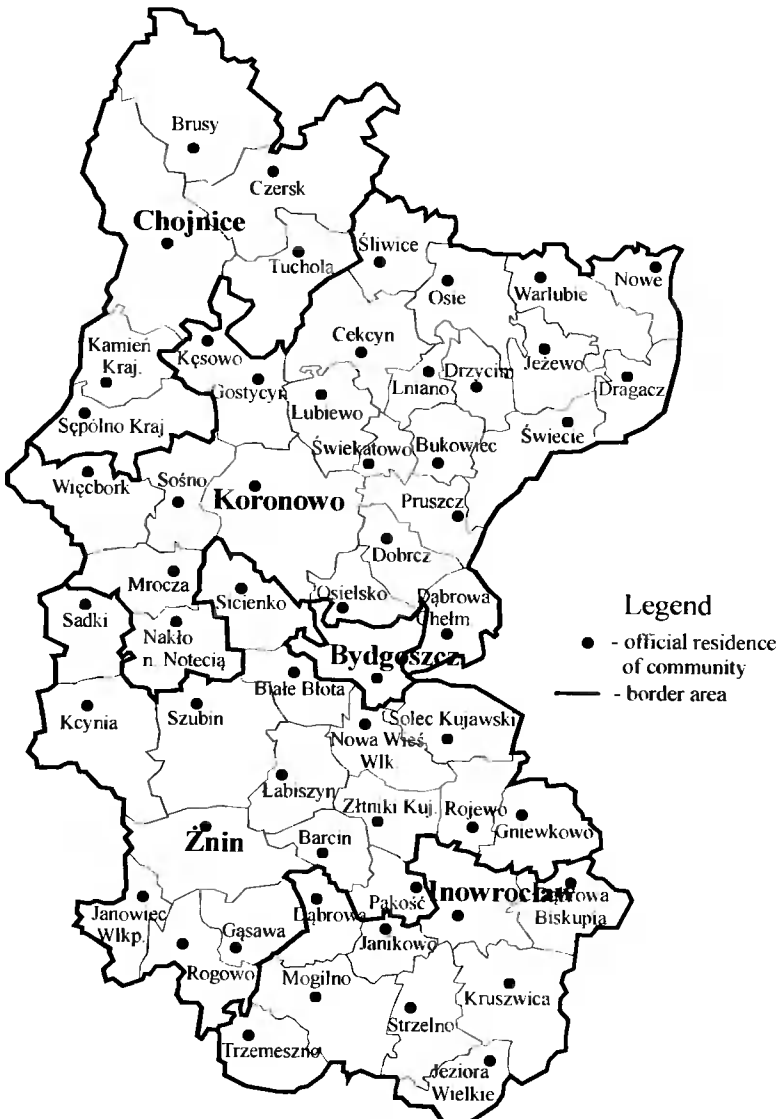 Brusy
Czersk
Chojnice
Tuchola
Śliwice
Osie
Warlubie
Nowe
Kamień
Kraj.
Kęsowo
Cekcyn
Jeżewo
Gostycyn
Lniano
Drzycim
Dragacz
Lubiewo
Sępólno Kraj
Świecie
Świekatowo
Bukowiec
Więcbork
Sośno
Koronowo
Pruszcz
Dobrcz
Mrocza
Sicienko
Osielsko
Dąbrowa
Chełm
Sadki
Nakło
n. Notecią
Bydgoszcz
Białe Błota
Kcynia
Szubin
Solec Kujawski
Nowa Wieś
Wlk.
Łabiszyn
Złtniki Kuj.
Rojewo
Gniewkowo
Żnin
Barcin
Pakość
Inowrocław
Dąbrowa
Biskupia
Janowiec
Wlkp.
Dąbrowa
Gąsawa
Janikowo
Rogowo
Mogilno
Kruszwica
Strzelno
Trzemeszno
Jeziora
Wielkie
Legend
- official residence
of community
- border area